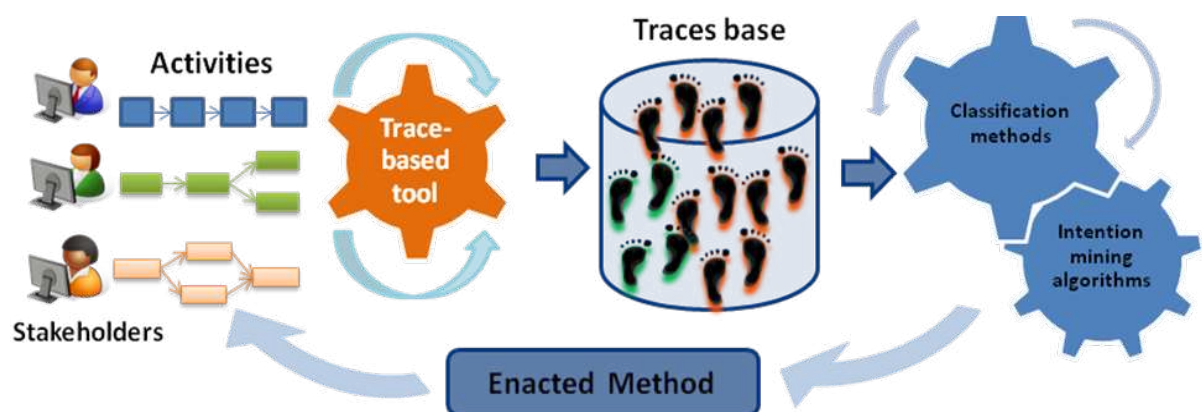 Activities
Stakeholders
Trace-
based
tool
Traces base
Classification
methods
Intention
mining
algorithms
Enacted Method